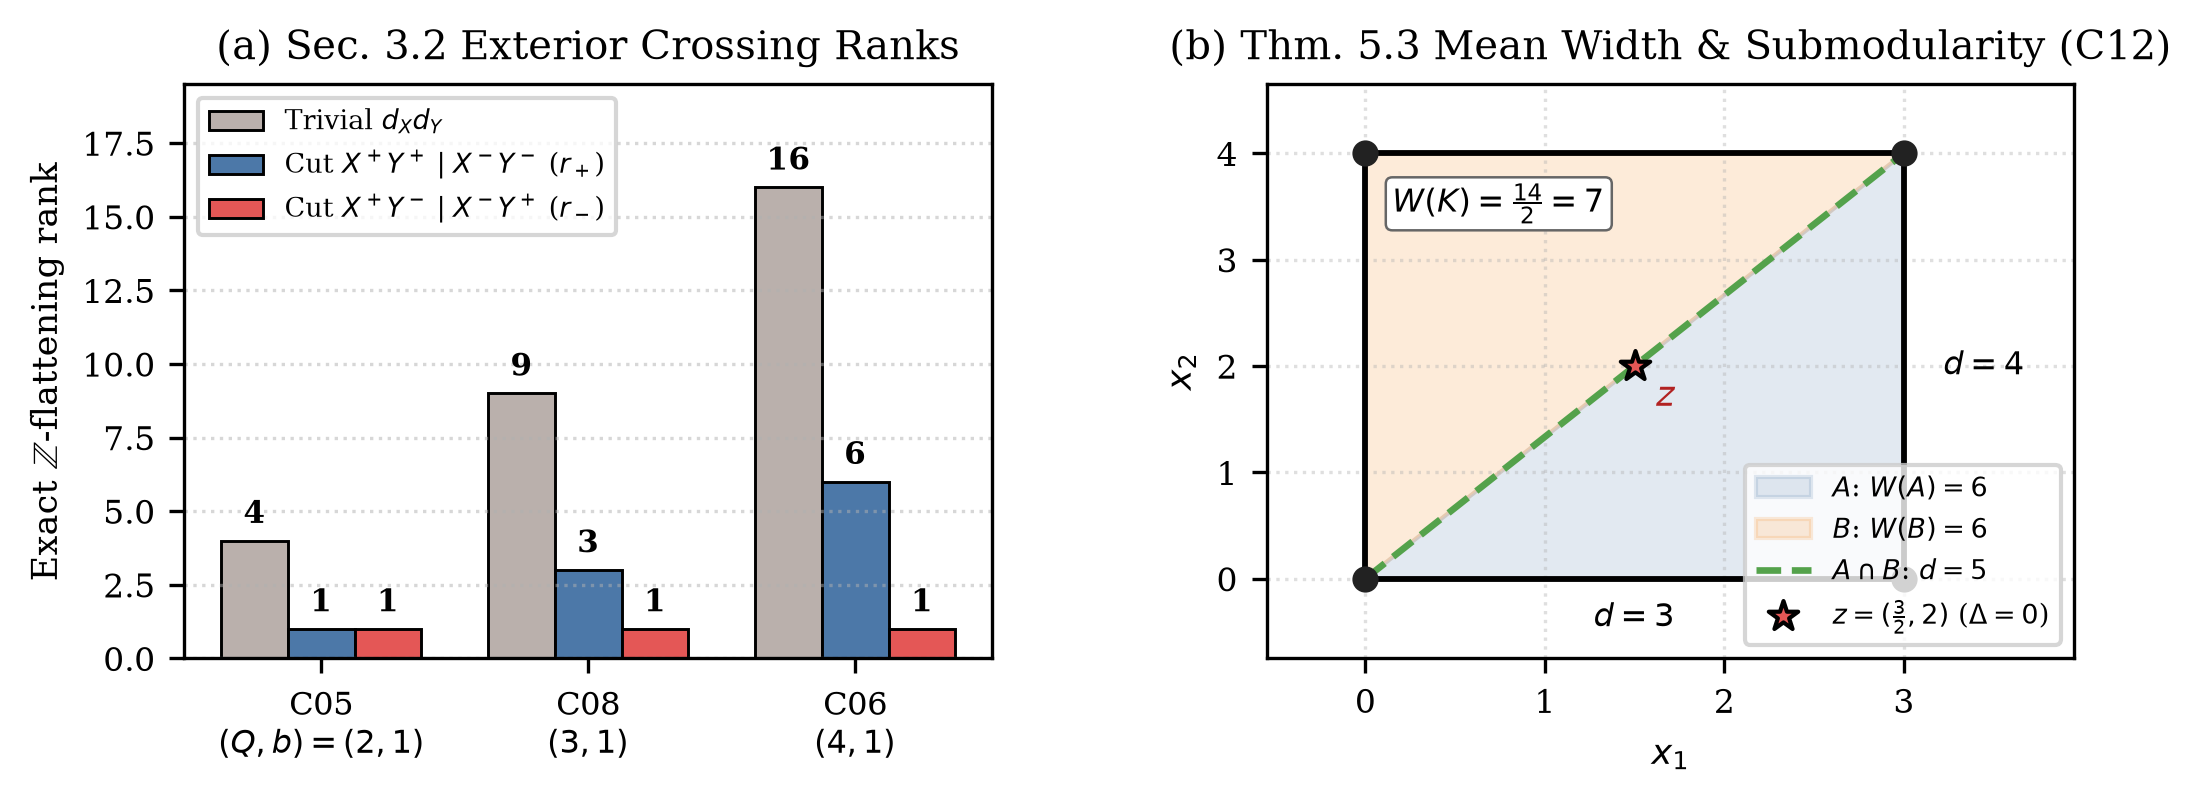 (a) Sec. 3.2 Exterior Crossing Ranks
Exact ℤ-flattening rank
17.5
15.0
12.5
10.0
7.5
5.0
2.5
0.0
Trivial d_X d_Y
Cut X⁺Y⁺ | X⁻Y⁻ (r₊)
Cut X⁺Y⁻ | X⁻Y⁺ (r₋)
4
1
1
9
3
1
16
6
1
C05
(Q, b) = (2, 1)
C08
(3, 1)
C06
(4, 1)
(b) Thm. 5.3 Mean Width & Submodularity (C12)
x₂
4
3
2
1
0
W(K) = 14/2 = 7
z
d = 4
d = 3
A: W(A) = 6
B: W(B) = 6
A ∩ B: d = 5
z = (3/2, 2) (Δ = 0)
0
1
2
3
x₁